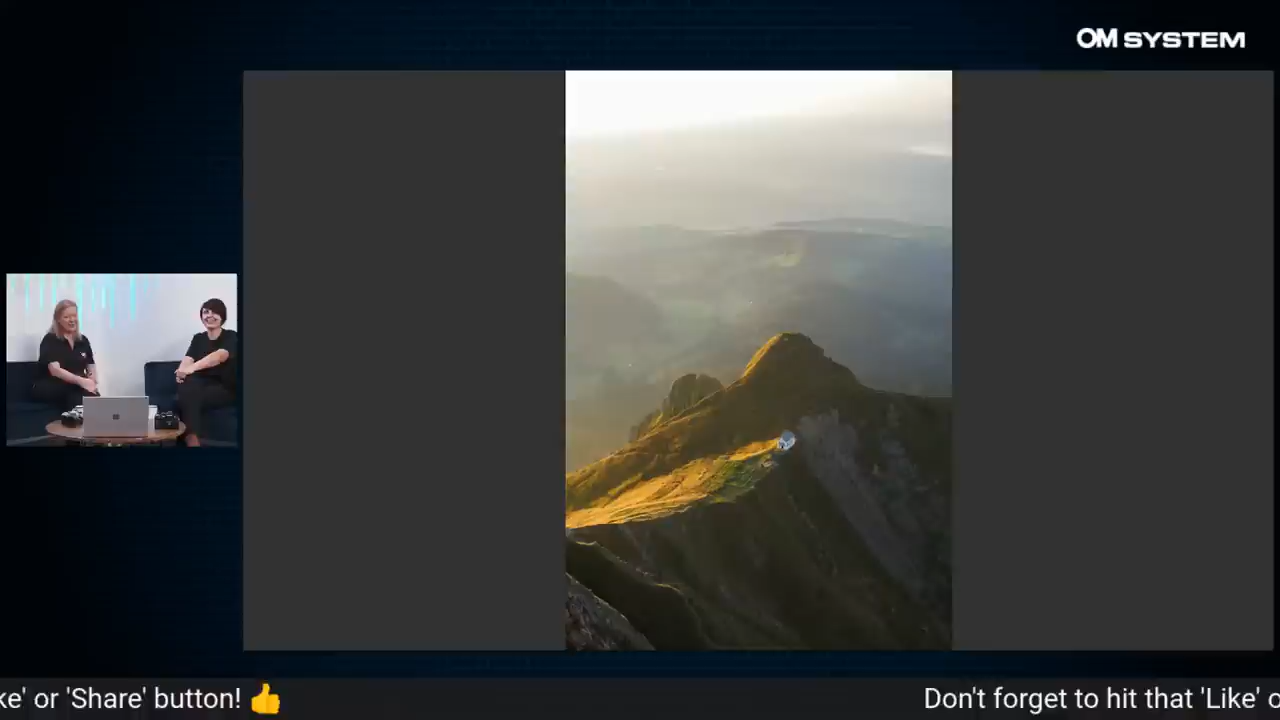 OM SYSTEM
ke' or 'Share' button! 👍
Don't forget to hit that 'Like' o